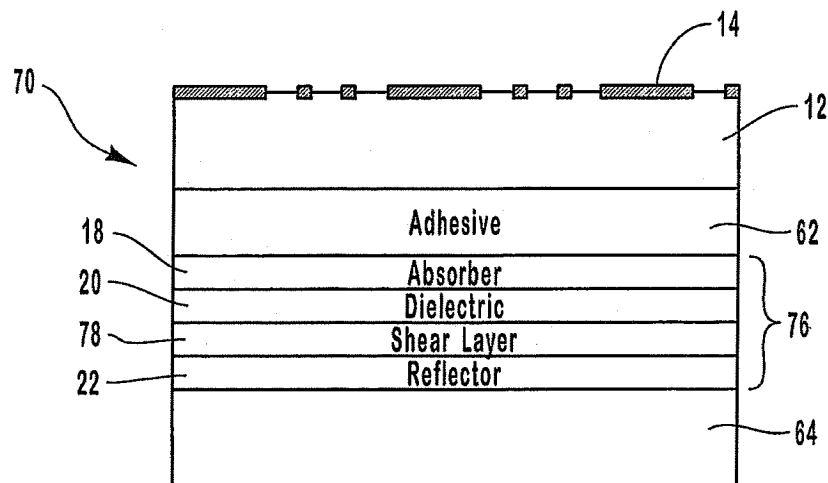 14
70
12
Adhesive
62
18
Absorber
20
Dielectric
76
78
Shear Layer
22
Reflector
64